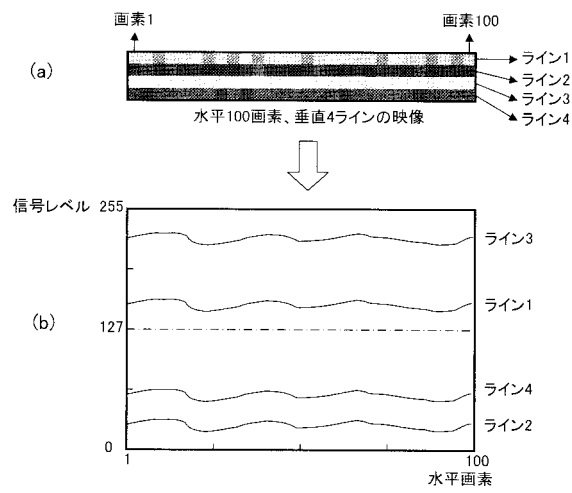 画素1
画素100
(a)
ライン1
ライン2
ライン3
ライン4
水平100画素、垂直4ラインの映像
信号レベル 255
ライン3
ライン1
(b)
127
ライン4
ライン2
0
1
100
水平画素